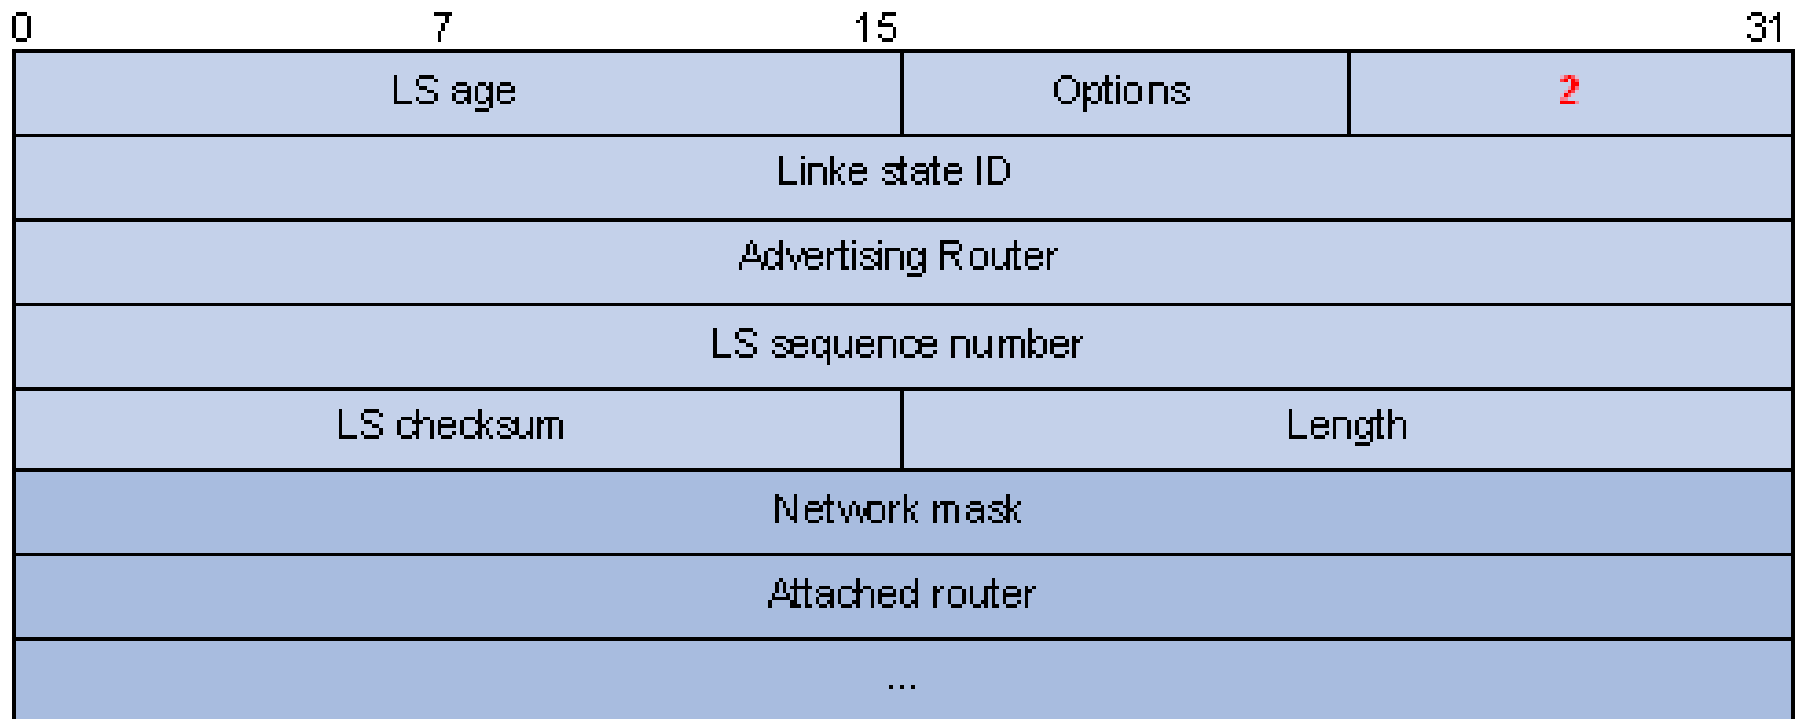 0 7 15 31
LS age Options 2
Linke state ID
Advertising Router
LS sequence number
LS checksum Length
Network mask
Attached router
...